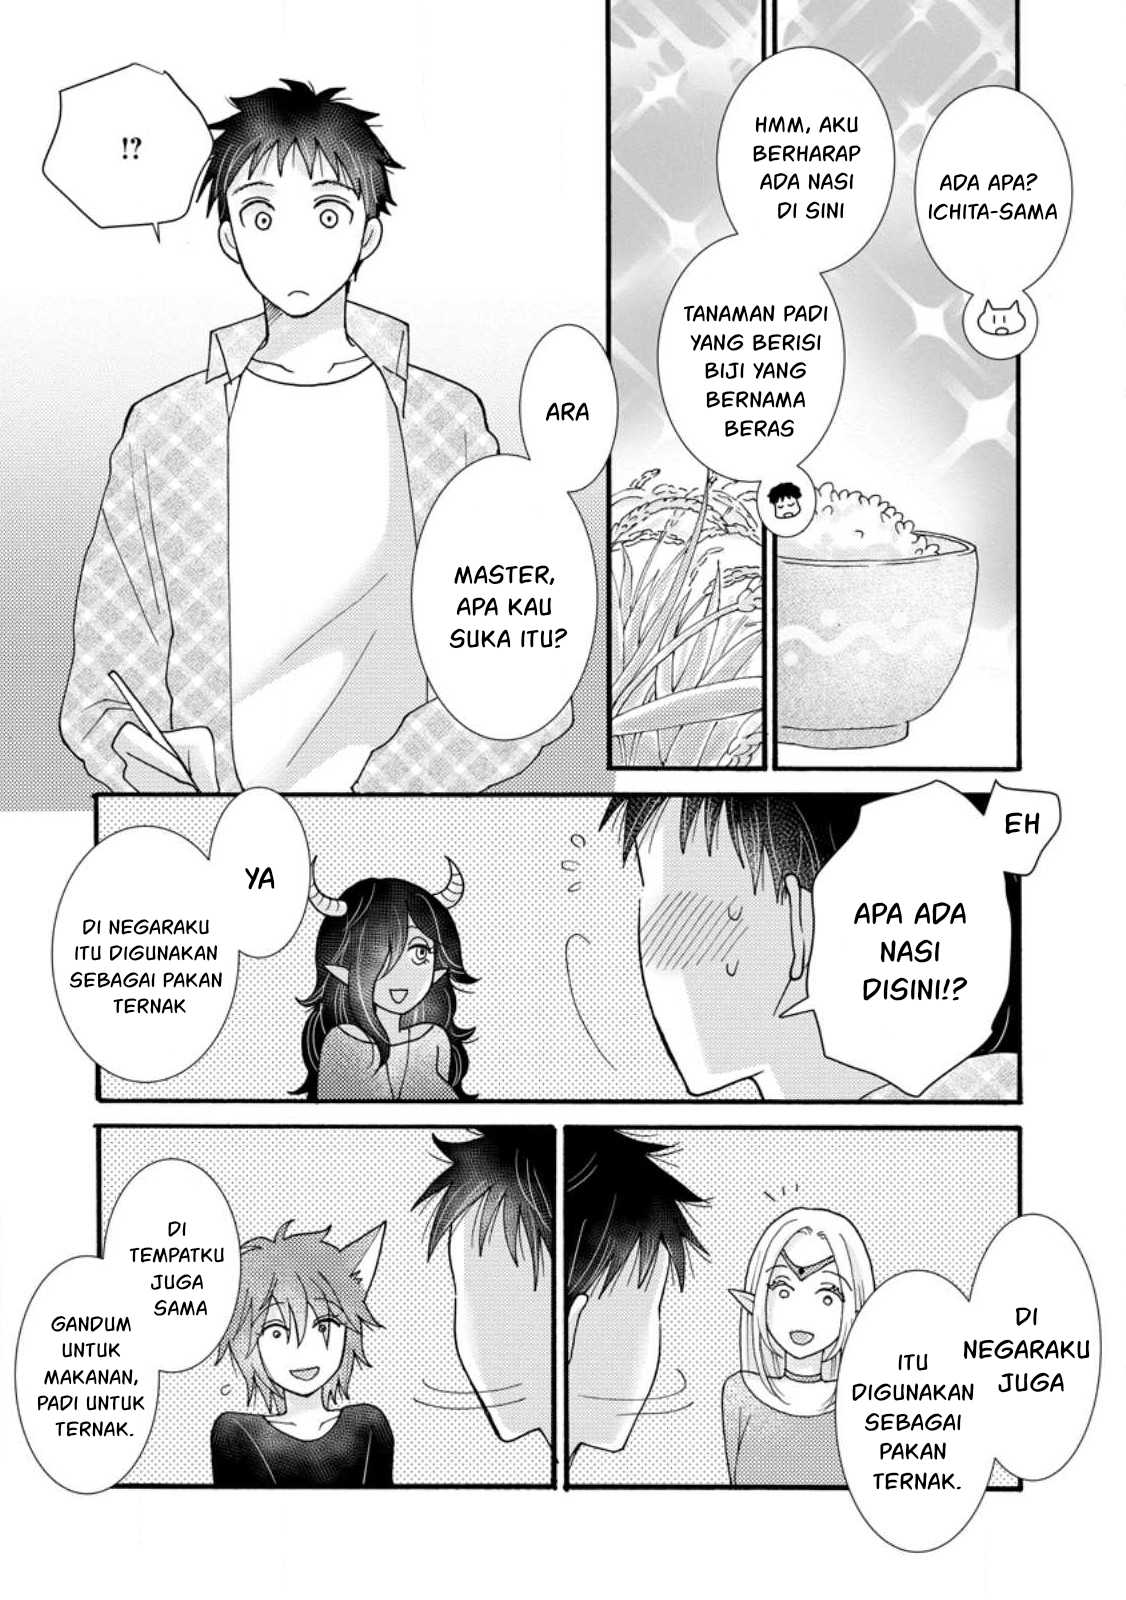 ADA APA?
ICHITA-SAMA
HMM, AKU
BERHARAP
ADA NASI
DI SINI
TANAMAN PADI
YANG BERISI
BIJI YANG
BERNAMA
BERAS
ARA
MASTER,
APA KAU
SUKA ITU?
!?
EH
APA ADA
NASI
DISINI!?
YA
DI NEGARAKU
ITU DIGUNAKAN
SEBAGAI PAKAN
TERNAK
DI
NEGARAKU
JUGA
ITU
DIGUNAKAN
SEBAGAI
PAKAN
TERNAK.
DI
TEMPATKU
JUGA
SAMA
GANDUM
UNTUK
MAKANAN,
PADI UNTUK
TERNAK.